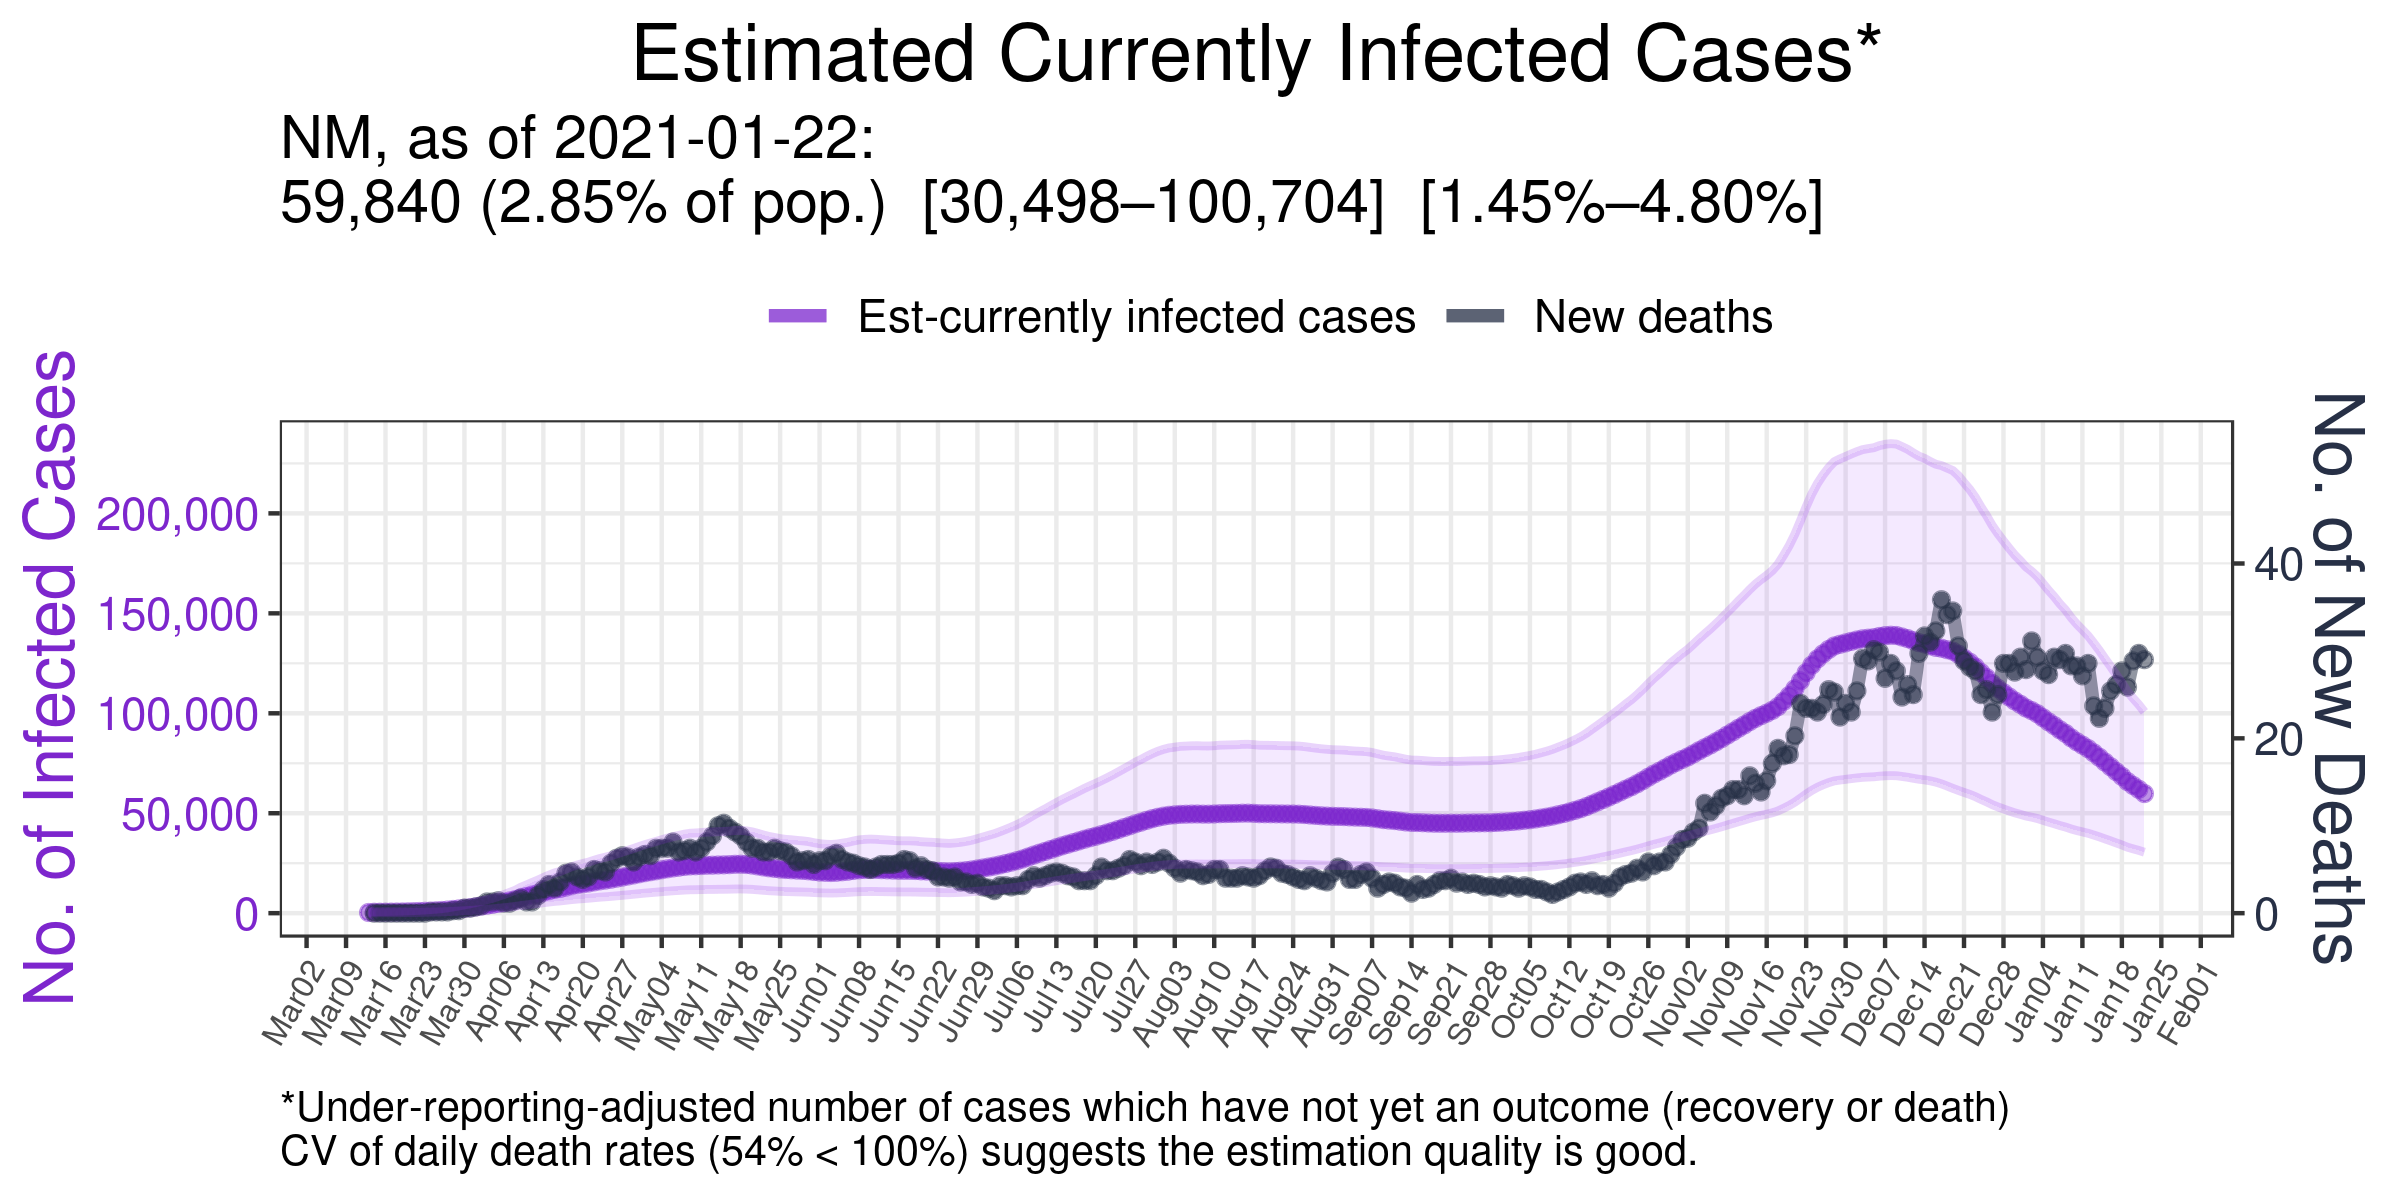 Estimated Currently Infected Cases*
NM, as of 2021-01-22:
59,840 (2.85% of pop.) [30,498–100,704] [1.45%–4.80%]
Est-currently infected cases New deaths
No. of Infected Cases
200,000
150,000
100,000
50,000
0
40
20
0
No. of New Deaths
Mar02 Mar09 Mar16 Mar23 Mar30 Apr06 Apr13 Apr20 Apr27 May04 May11 May18 May25 Jun01 Jun08 Jun15 Jun22 Jun29 Jul06 Jul13 Jul20 Jul27 Aug03 Aug10 Aug17 Aug24 Aug31 Sep07 Sep14 Sep21 Sep28 Oct05 Oct12 Oct19 Oct26 Nov02 Nov09 Nov16 Nov23 Nov30 Dec07 Dec14 Dec21 Dec28 Jan04 Jan11 Jan18 Jan25 Feb01
*Under-reporting-adjusted number of cases which have not yet an outcome (recovery or death)
CV of daily death rates (54% < 100%) suggests the estimation quality is good.